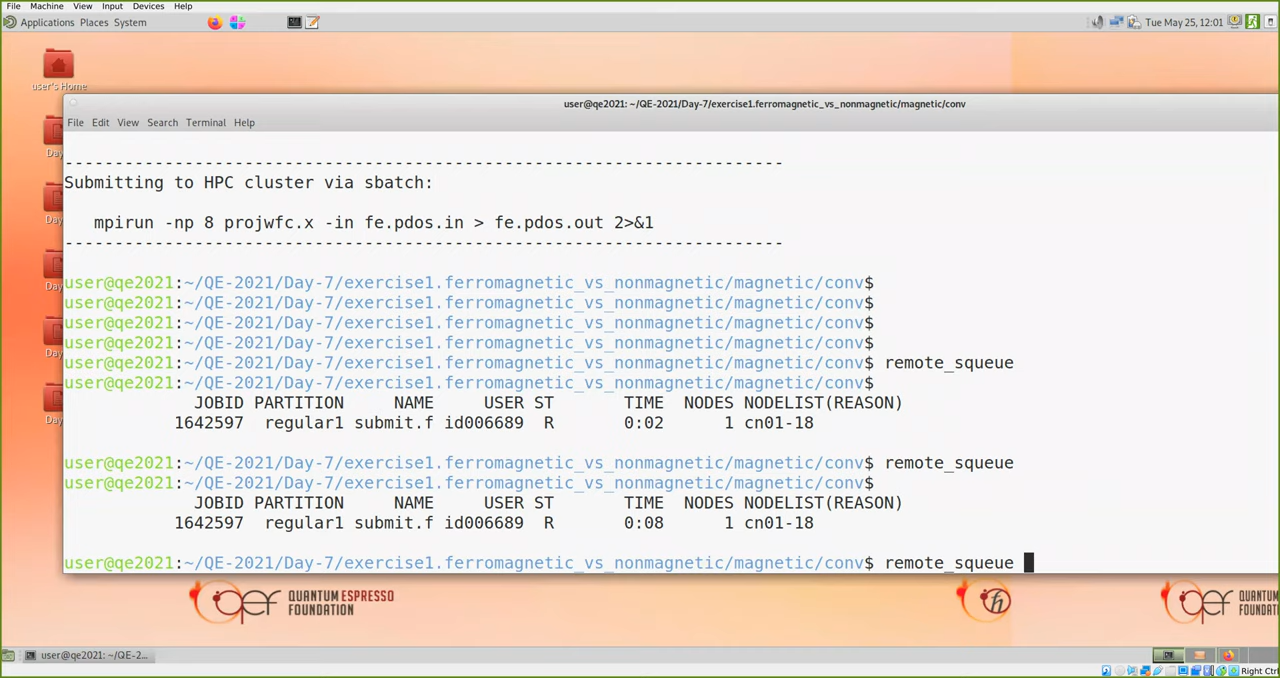 File Machine View Input Devices Help
Applications Places System
Tue May 25, 12:01
user's Home
user@qe2021: ~/QE-2021/Day-7/exercise1.ferromagnetic_vs_nonmagnetic/magnetic/conv
File Edit View Search Terminal Help
Day
Day
Day
Day
Day
------------------------------------------------------------------------
Submitting to HPC cluster via sbatch:
mpirun -np 8 projwfc.x -in fe.pdos.in > fe.pdos.out 2>&1
------------------------------------------------------------------------
user@qe2021:~/QE-2021/Day-7/exercise1.ferromagnetic_vs_nonmagnetic/magnetic/conv$
user@qe2021:~/QE-2021/Day-7/exercise1.ferromagnetic_vs_nonmagnetic/magnetic/conv$
user@qe2021:~/QE-2021/Day-7/exercise1.ferromagnetic_vs_nonmagnetic/magnetic/conv$
user@qe2021:~/QE-2021/Day-7/exercise1.ferromagnetic_vs_nonmagnetic/magnetic/conv$
user@qe2021:~/QE-2021/Day-7/exercise1.ferromagnetic_vs_nonmagnetic/magnetic/conv$ remote_squeue
user@qe2021:~/QE-2021/Day-7/exercise1.ferromagnetic_vs_nonmagnetic/magnetic/conv$
JOBID PARTITION NAME USER ST TIME NODES NODELIST(REASON)
1642597 regular1 submit.f id006689 R 0:02 1 cn01-18
user@qe2021:~/QE-2021/Day-7/exercise1.ferromagnetic_vs_nonmagnetic/magnetic/conv$ remote_squeue
user@qe2021:~/QE-2021/Day-7/exercise1.ferromagnetic_vs_nonmagnetic/magnetic/conv$
JOBID PARTITION NAME USER ST TIME NODES NODELIST(REASON)
1642597 regular1 submit.f id006689 R 0:08 1 cn01-18
user@qe2021:~/QE-2021/Day-7/exercise1.ferromagnetic_vs_nonmagnetic/magnetic/conv$ remote_squeue
QUANTUM ESPRESSO
FOUNDATION
QUANTUM
FOUNDAT
user@qe2021: ~/QE-2...
Right Ctrl